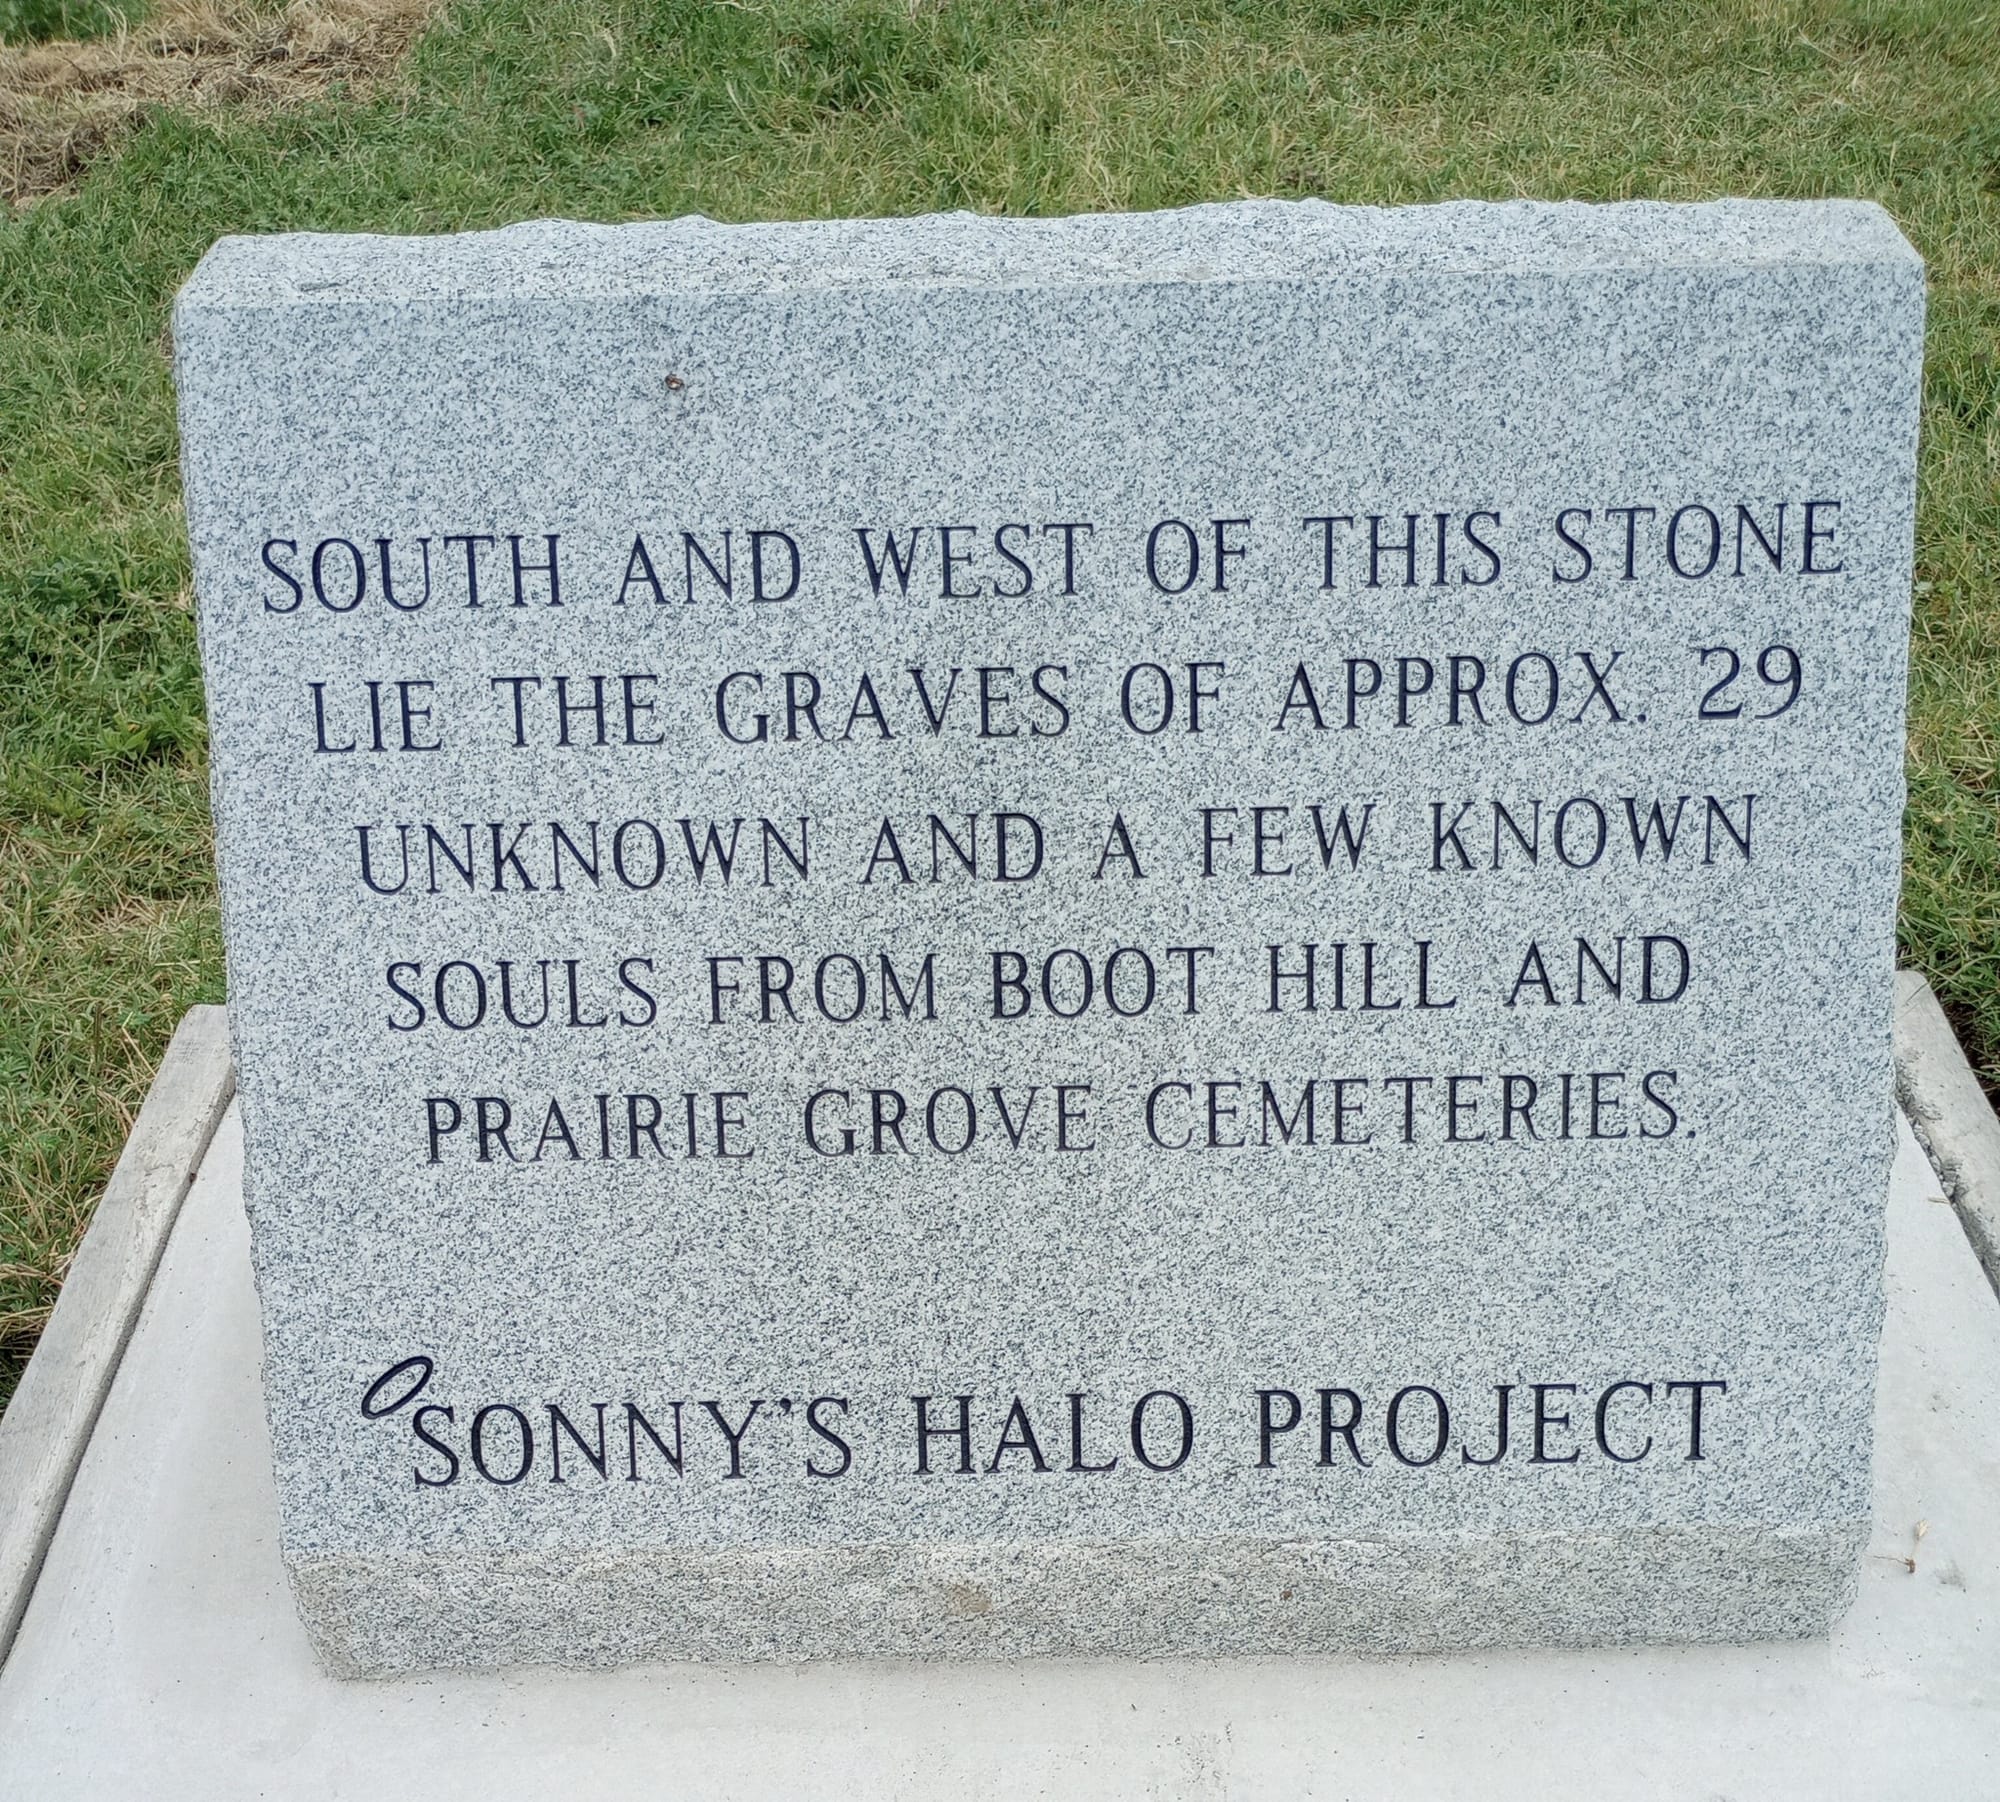 SOUTH AND WEST OF THIS STONE
LIE THE GRAVES OF APPROX. 29
UNKNOWN AND A FEW KNOWN
SOULS FROM BOOT HILL AND
PRAIRIE GROVE CEMETERIES.
SONNY'S HALO PROJECT